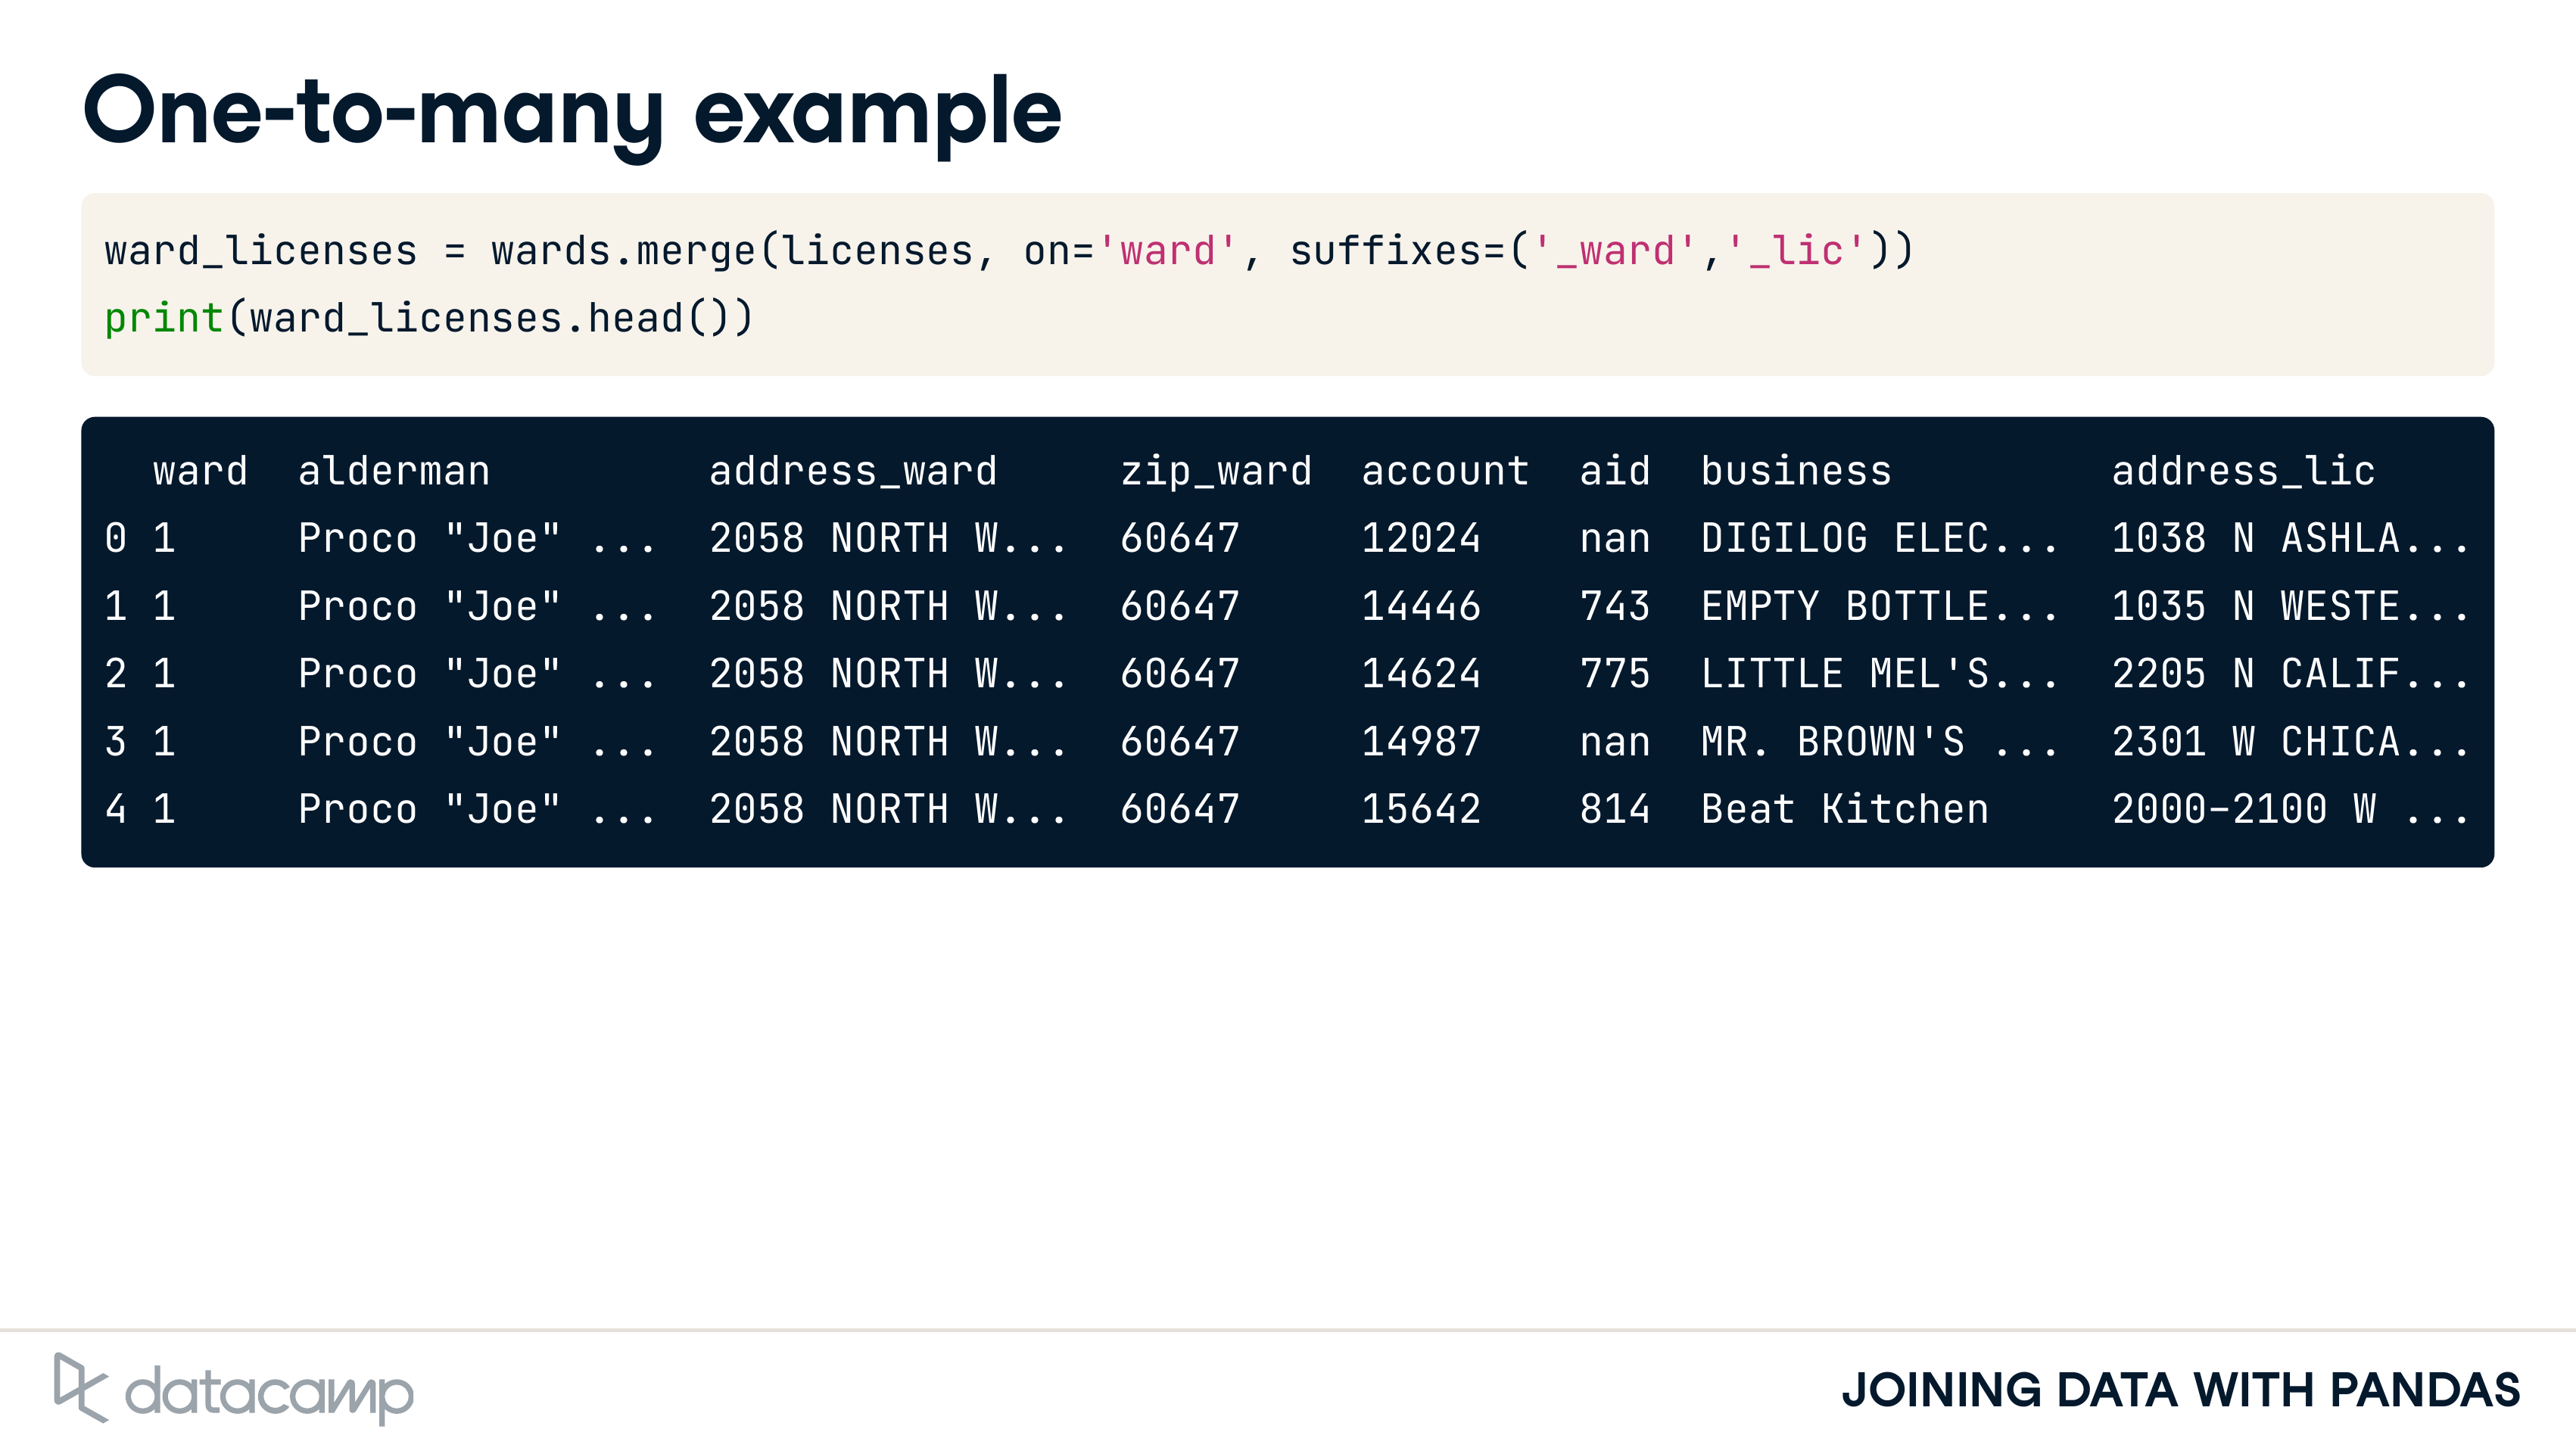 One-to-many example
ward_licenses = wards.merge(licenses, on='ward', suffixes=('_ward','_lic'))
print(ward_licenses.head())
ward alderman address_ward zip_ward account aid business address_lic
0 1 Proco "Joe" ... 2058 NORTH W... 60647 12024 nan DIGILOG ELEC... 1038 N ASHLA...
1 1 Proco "Joe" ... 2058 NORTH W... 60647 14446 743 EMPTY BOTTLE... 1035 N WESTE...
2 1 Proco "Joe" ... 2058 NORTH W... 60647 14624 775 LITTLE MEL'S... 2205 N CALIF...
3 1 Proco "Joe" ... 2058 NORTH W... 60647 14987 nan MR. BROWN'S ... 2301 W CHICA...
4 1 Proco "Joe" ... 2058 NORTH W... 60647 15642 814 Beat Kitchen 2000-2100 W ...
datacamp
JOINING DATA WITH PANDAS